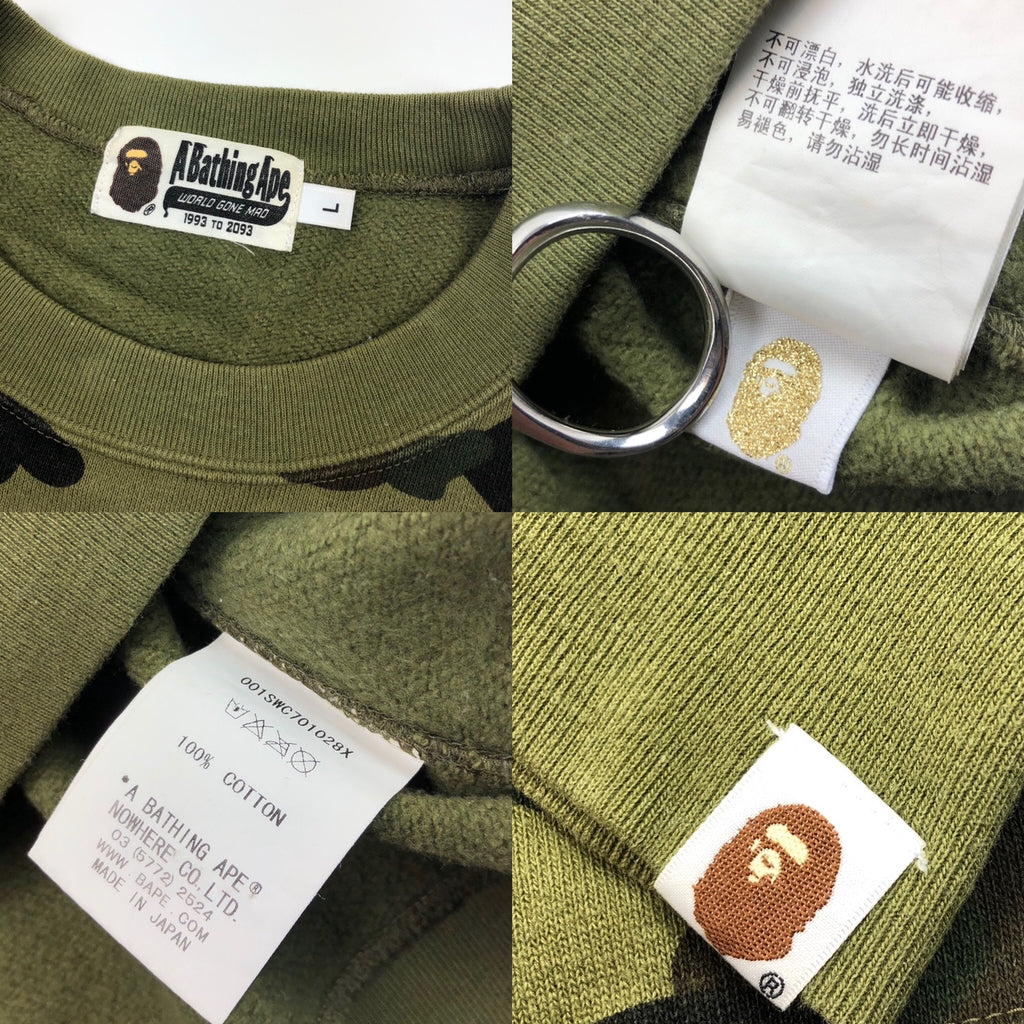 A Bathing Ape
®
WORLD GONE MAD
1993 TO 2093
L
不可漂白，水洗后可能收缩，
不可浸泡，独立洗涤，
干燥前抚平，洗后立即干燥，
不可翻转干燥，勿长时间沾湿
易褪色，请勿沾湿
®
001SWC701028X
100% COTTON
*A BATHING APE®
NOWHERE CO., LTD.
03 (5772) 2524
WWW. BAPE. COM
MADE IN JAPAN
®